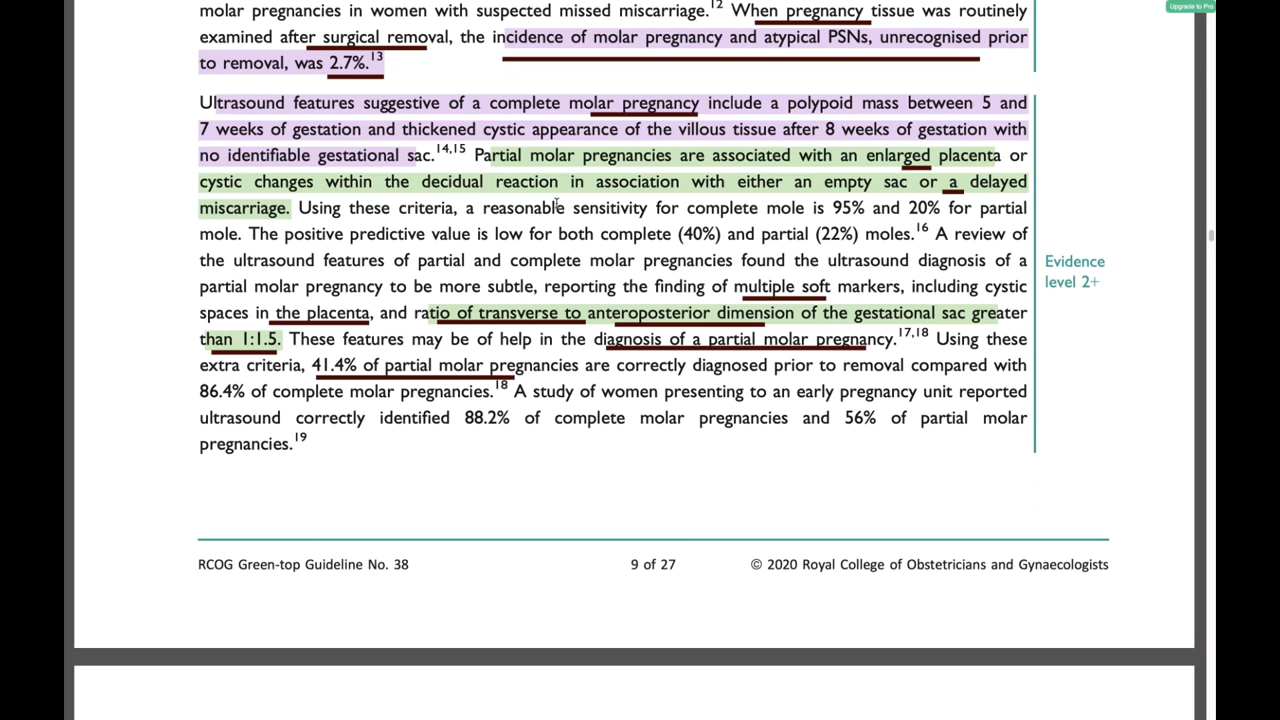 Upgrade to Pro
molar pregnancies in women with suspected missed miscarriage.12 When pregnancy tissue was routinely
examined after surgical removal, the incidence of molar pregnancy and atypical PSNs, unrecognised prior
to removal, was 2.7%.13
Ultrasound features suggestive of a complete molar pregnancy include a polypoid mass between 5 and
7 weeks of gestation and thickened cystic appearance of the villous tissue after 8 weeks of gestation with
no identifiable gestational sac.14,15 Partial molar pregnancies are associated with an enlarged placenta or
cystic changes within the decidual reaction in association with either an empty sac or a delayed
miscarriage. Using these criteria, a reasonable sensitivity for complete mole is 95% and 20% for partial
mole. The positive predictive value is low for both complete (40%) and partial (22%) moles.16 A review of
the ultrasound features of partial and complete molar pregnancies found the ultrasound diagnosis of a
partial molar pregnancy to be more subtle, reporting the finding of multiple soft markers, including cystic
spaces in the placenta, and ratio of transverse to anteroposterior dimension of the gestational sac greater
than 1:1.5. These features may be of help in the diagnosis of a partial molar pregnancy.17,18 Using these
extra criteria, 41.4% of partial molar pregnancies are correctly diagnosed prior to removal compared with
86.4% of complete molar pregnancies.18 A study of women presenting to an early pregnancy unit reported
ultrasound correctly identified 88.2% of complete molar pregnancies and 56% of partial molar
pregnancies.19
Evidence
level 2+
RCOG Green-top Guideline No. 38
9 of 27
© 2020 Royal College of Obstetricians and Gynaecologists